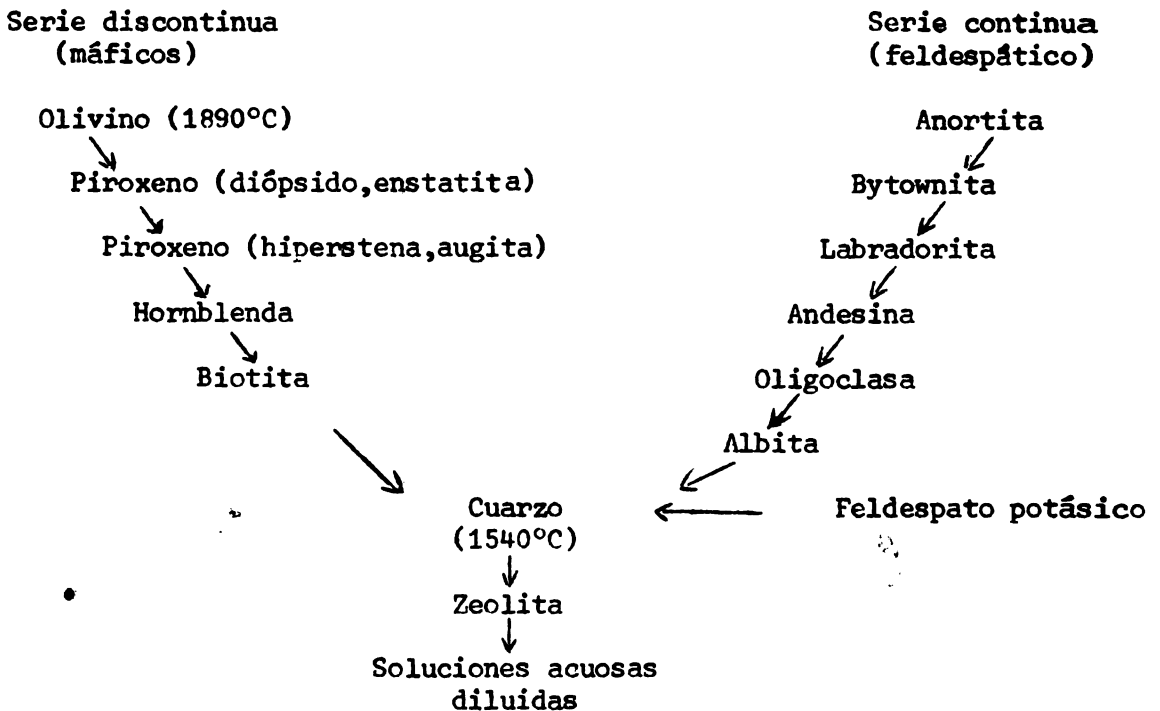 Serie discontinua
(máficos)
Serie continua
(feldespático)
Olivino (1890°C)
Anortita
Piroxeno (diópsido,enstatita)
Bytownita
Piroxeno (hiperstena,augita)
Labradorita
Hornblenda
Andesina
Biotita
Oligoclasa
Albita
Cuarzo
(1540°C)
Feldespato potásico
Zeolita
Soluciones acuosas
diluidas